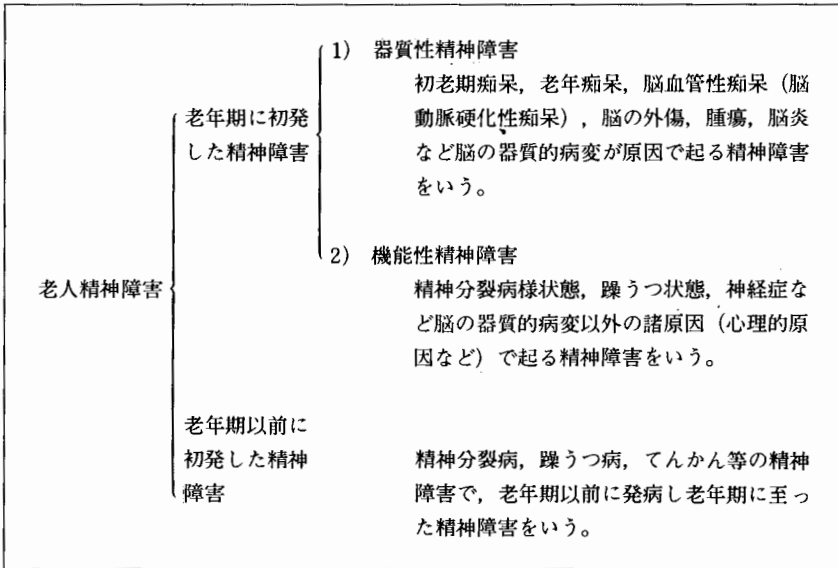 1) 器質性精神障害
初老期痴呆，老年痴呆，脳血管性痴呆（脳
動脈硬化性痴呆），脳の外傷，腫瘍，脳炎
など脳の器質的病変が原因で起る精神障害
をいう。
老年期に初発
した精神障害
2) 機能性精神障害
精神分裂病様状態，躁うつ状態，神経症な
ど脳の器質的病変以外の諸原因（心理的原
因など）で起る精神障害をいう。
老人精神障害
老年期以前に
初発した精神
障害
精神分裂病，躁うつ病，てんかん等の精神
障害で，老年期以前に発病し老年期に至っ
た精神障害をいう。